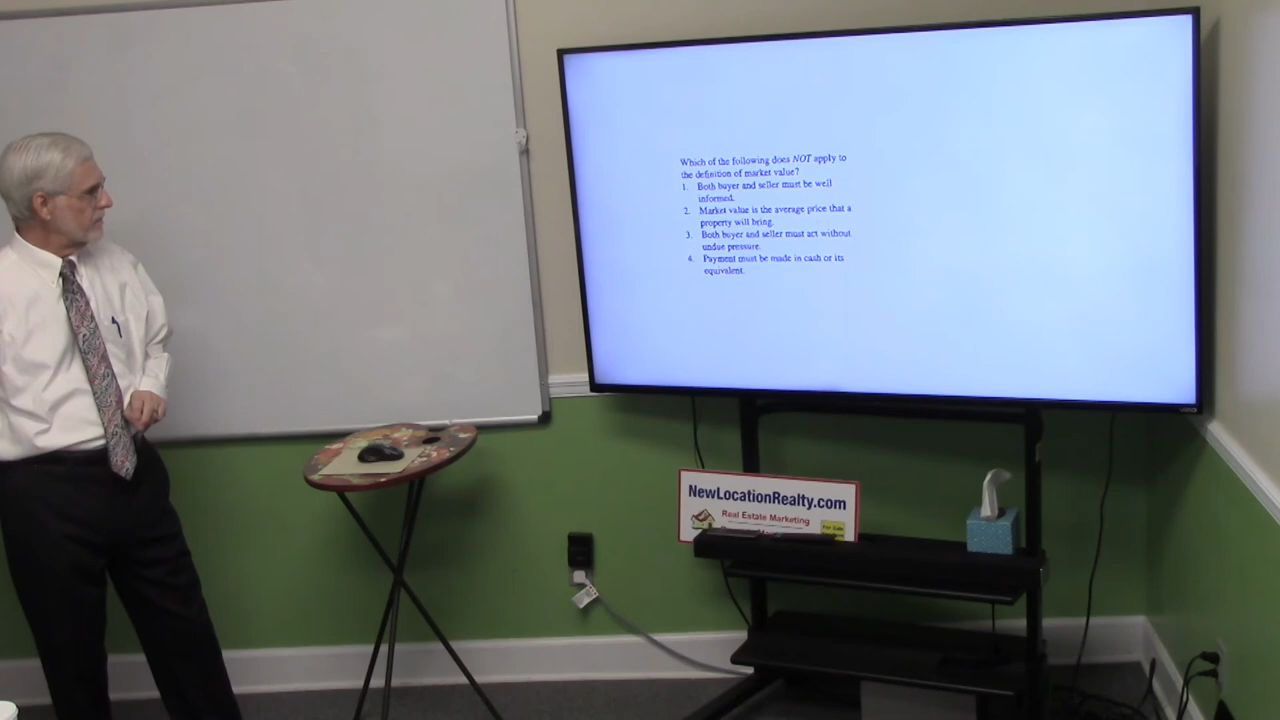 Which of the following does NOT apply to
the definition of market value?
1. Both buyer and seller must be well
informed.
2. Market value is the average price that a
property will bring.
3. Both buyer and seller must act without
undue pressure.
4. Payment must be made in cash or its
equivalent.
VIZIO
NewLocationRealty.com
Real Estate Marketing
For Sale